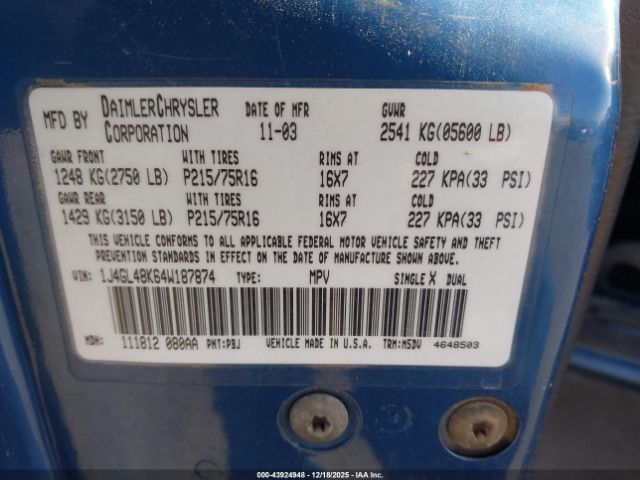 MFD BY DAIMLERCHRYSLER CORPORATION DATE OF MFR 11-03 GVWR 2541 KG(05600 LB)
GAWR FRONT WITH TIRES RIMS AT COLD
1248 KG(2750 LB) P215/75R16 16X7 227 KPA(33 PSI)
GAWR REAR WITH TIRES RIMS AT COLD
1429 KG(3150 LB) P215/75R16 16X7 227 KPA(33 PSI)
THIS VEHICLE CONFORMS TO ALL APPLICABLE FEDERAL MOTOR VEHICLE SAFETY AND THEFT
PREVENTION STANDARDS IN EFFECT ON THE DATE OF MANUFACTURE SHOWN ABOVE.
VIN: 1J4GL48K64W187874 TYPE: MPV SINGLE X DUAL
MDH: 111812 080AA PNT:PBJ VEHICLE MADE IN U.S.A. TRM:M5DV 4648503
000-43924948 - 12/18/2025 - IAA Inc.